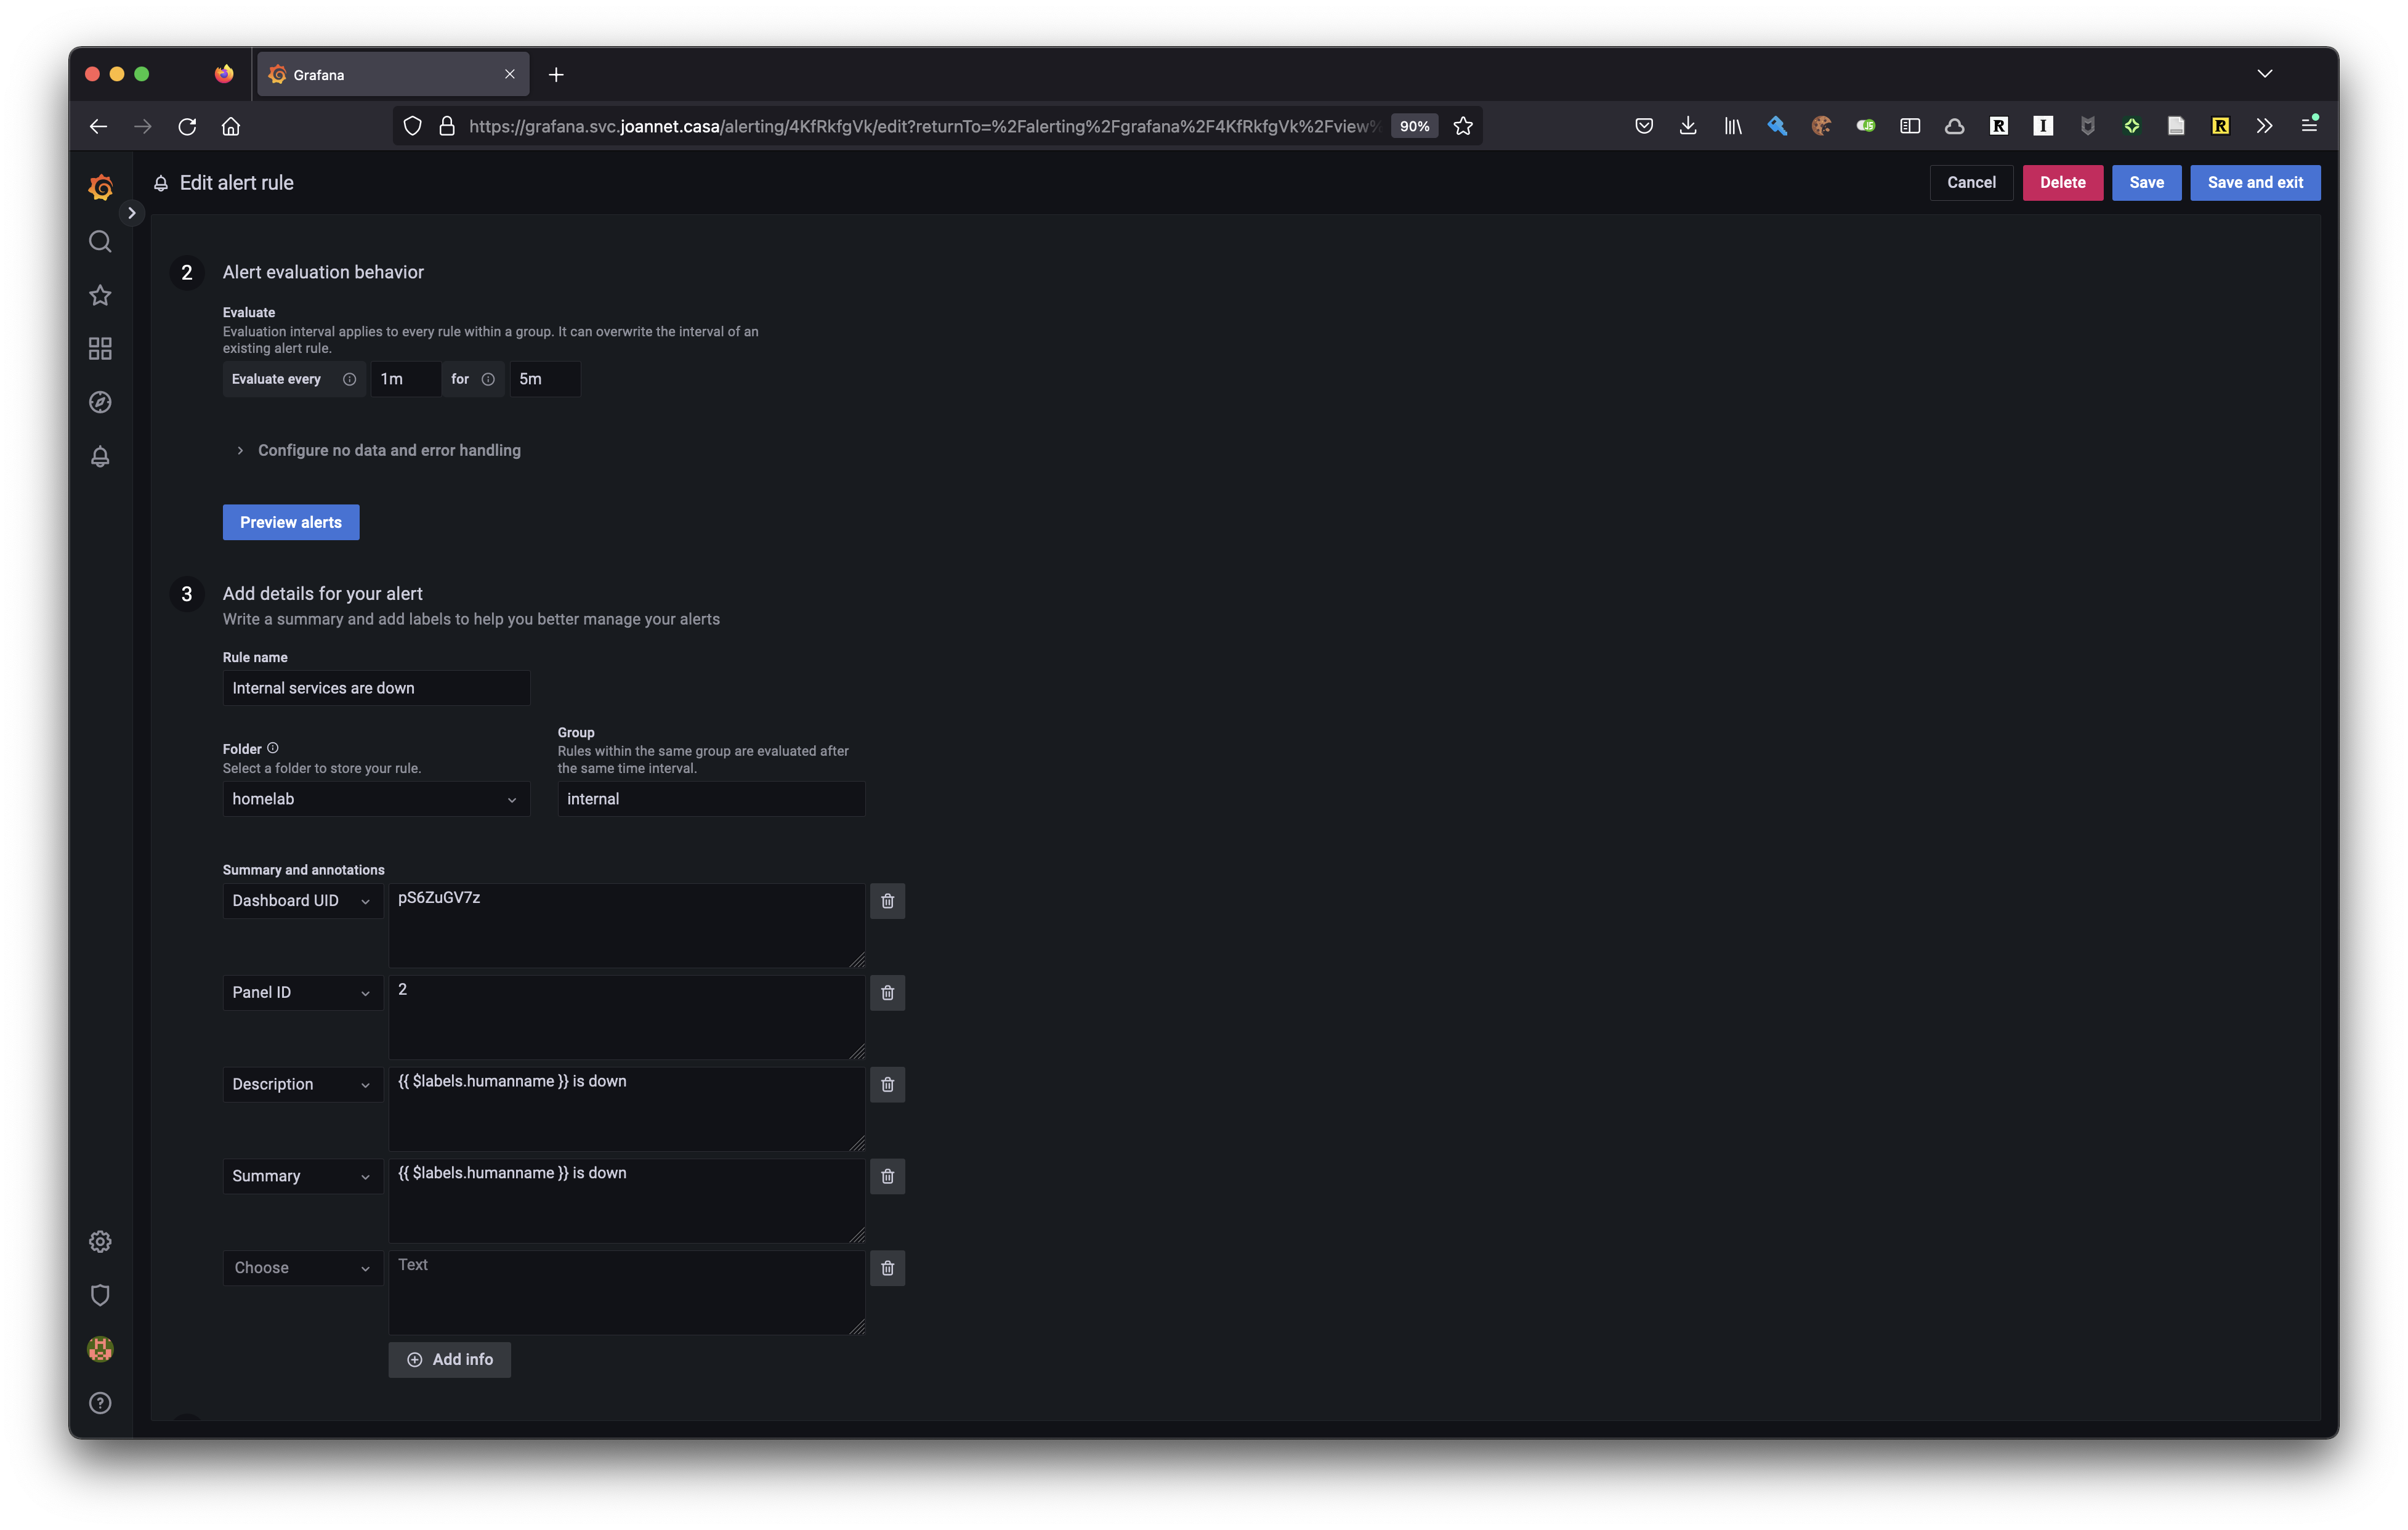 Grafana
https://grafana.svc.joannet.casa/alerting/4KfRkfgVk/edit?returnTo=%2Falerting%2Fgrafana%2F4KfRkfgVk%2Fview%
90%
JS
R
I
R
Edit alert rule
Cancel
Delete
Save
Save and exit
2
Alert evaluation behavior
Evaluate
Evaluation interval applies to every rule within a group. It can overwrite the interval of an
existing alert rule.
Evaluate every
1m
for
5m
Configure no data and error handling
Preview alerts
3
Add details for your alert
Write a summary and add labels to help you better manage your alerts
Rule name
Internal services are down
Folder
Select a folder to store your rule.
homelab
Group
Rules within the same group are evaluated after
the same time interval.
internal
Summary and annotations
Dashboard UID
pS6ZuGV7z
Panel ID
2
Description
{{ $labels.humanname }} is down
Summary
{{ $labels.humanname }} is down
Choose
Text
Add info